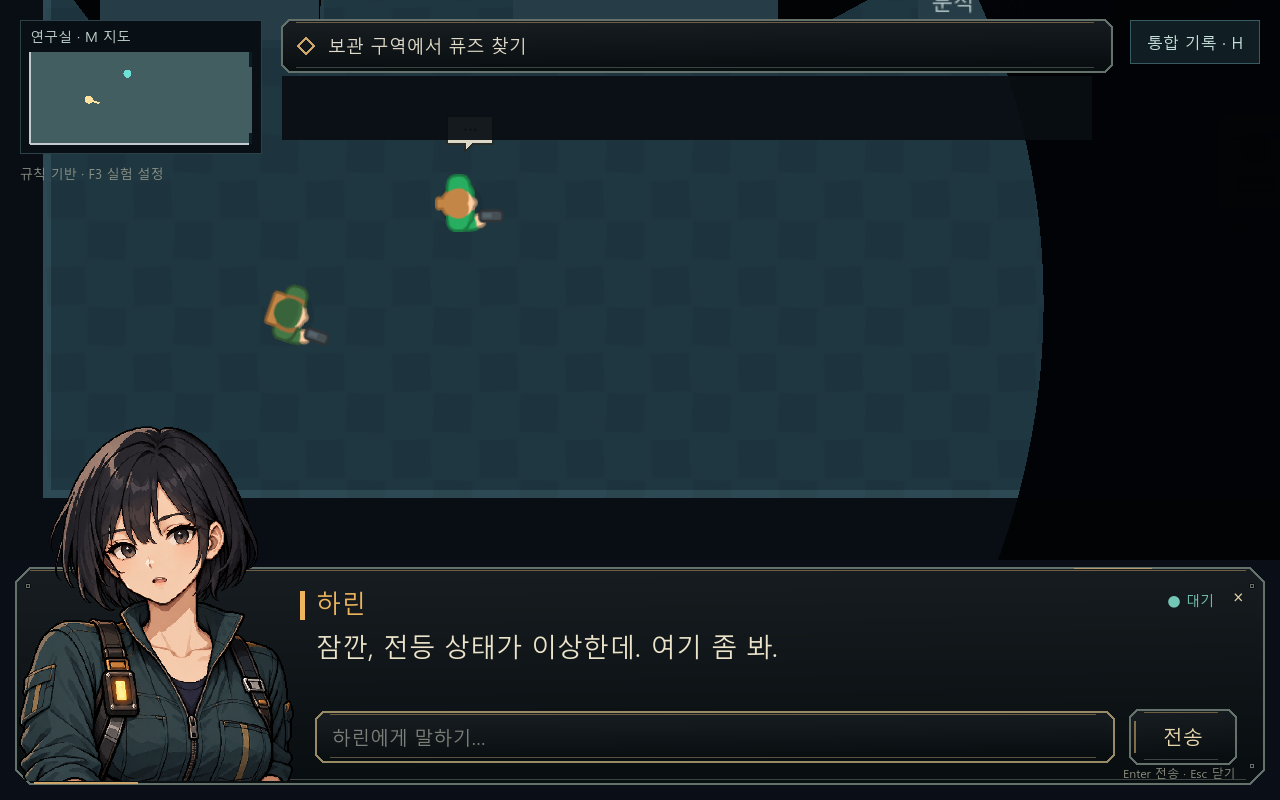 연구실 · M 지도
보관 구역에서 퓨즈 찾기
통합 기록 · H
규칙 기반 · F3 실험 설정
...
하린
대기 ×
잠깐, 전등 상태가 이상한데. 여기 좀 봐.
하린에게 말하기...
전송
Enter 전송 · Esc 닫기